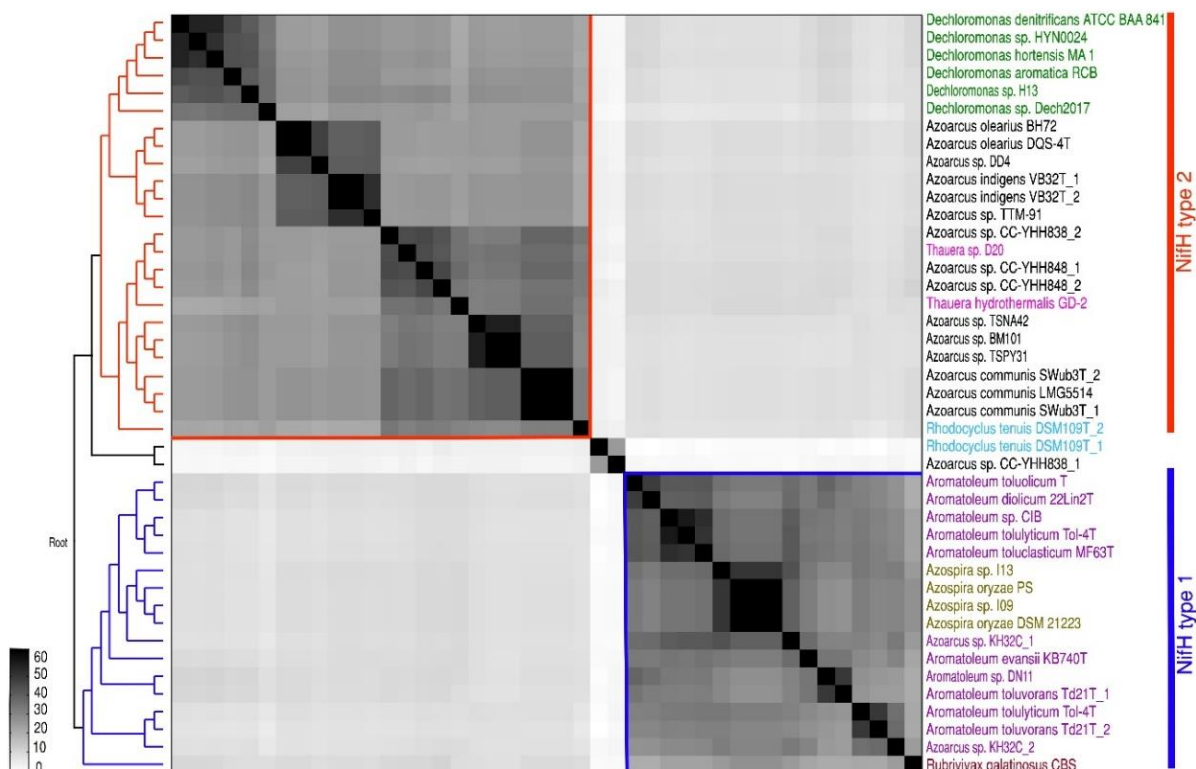 Dechloromonas denitrificans ATCC BAA 841
Dechloromonas sp. HYN0024
Dechloromonas hortensis MA 1
Dechloromonas aromatica RCB
Dechloromonas sp. H13
Dechloromonas sp. Dech2017
Azoarcus olearius BH72
Azoarcus olearius DQS-4T
Azoarcus sp. DD4
Azoarcus indigens VB32T_1
Azoarcus indigens VB32T_2
Azoarcus sp. TTM-91
Azoarcus sp. CC-YHH838_2
Thauera sp. D20
Azoarcus sp. CC-YHH848_1
Azoarcus sp. CC-YHH848_2
Thauera hydrothermalis GD-2
Azoarcus sp. TSNA42
Azoarcus sp. BM101
Azoarcus sp. TSPY31
Azoarcus communis SWub3T_2
Azoarcus communis LMG5514
Azoarcus communis SWub3T_1
Rhodocyclus tenuis DSM109T_2
Rhodocyclus tenuis DSM109T_1
Azoarcus sp. CC-YHH838_1
Aromatoleum toluolicum T
Aromatoleum diolicum 22Lin2T
Aromatoleum sp. CIB
Aromatoleum tolulyticum Tol-4T
Aromatoleum toluclasticum MF63T
Azospira sp. I13
Azospira oryzae PS
Azospira sp. I09
Azospira oryzae DSM 21223
Azoarcus sp. KH32C_1
Aromatoleum evansii KB740T
Aromatoleum sp. DN11
Aromatoleum toluvorans Td21T_1
Aromatoleum tolulyticum Tol-4T
Aromatoleum toluvorans Td21T_2
Azoarcus sp. KH32C_2
Rubrivivax galatinosus CBS
NifH type 2
NifH type 1
Root
60
50
40
30
20
10
0